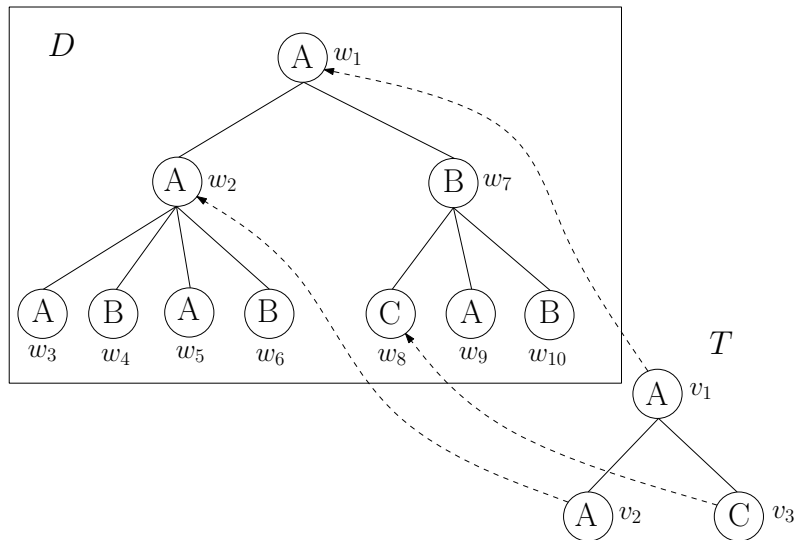 D
A w₁
A w₂ B w₇
A B A B C A B
w₃ w₄ w₅ w₆ w₈ w₉ w₁₀
T
A v₁
A v₂ C v₃